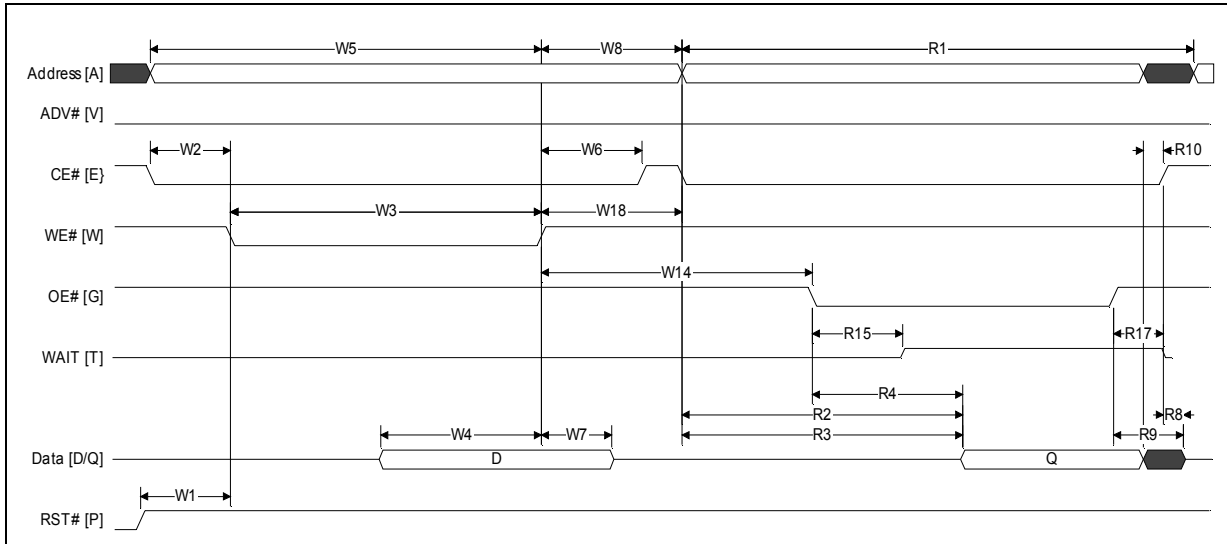 W5 W8 R1
Address [A]
ADV# [V]
W2 W6 R10
CE# [E}
W3 W18
WE# [W]
W14
OE# [G]
R15 R17
WAIT [T]
R4
R2 R8
R3
W4 W7 R9
Data [D/Q] D Q
W1
RST# [P]